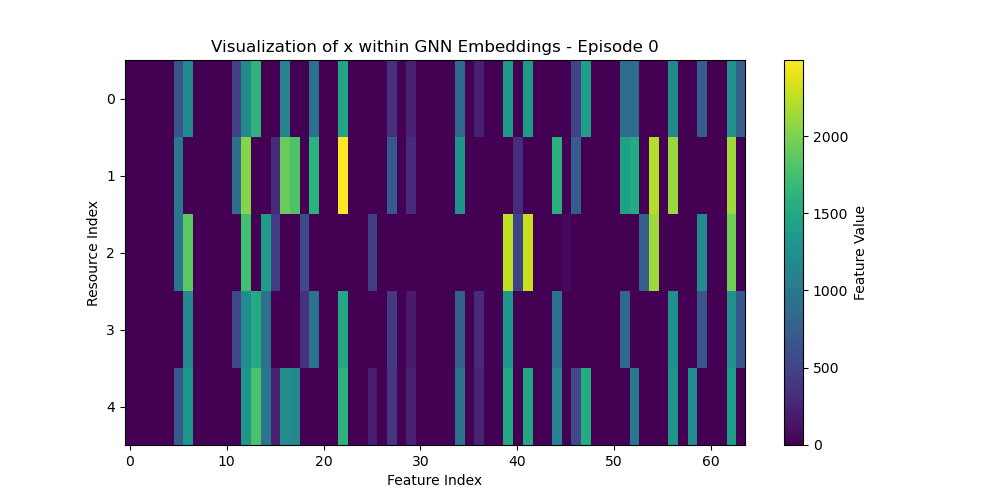 Visualization of x within GNN Embeddings - Episode 0
Resource Index
0
1
2
3
4
0 10 20 30 40 50 60
Feature Index
2000
1500
1000
500
0
Feature Value